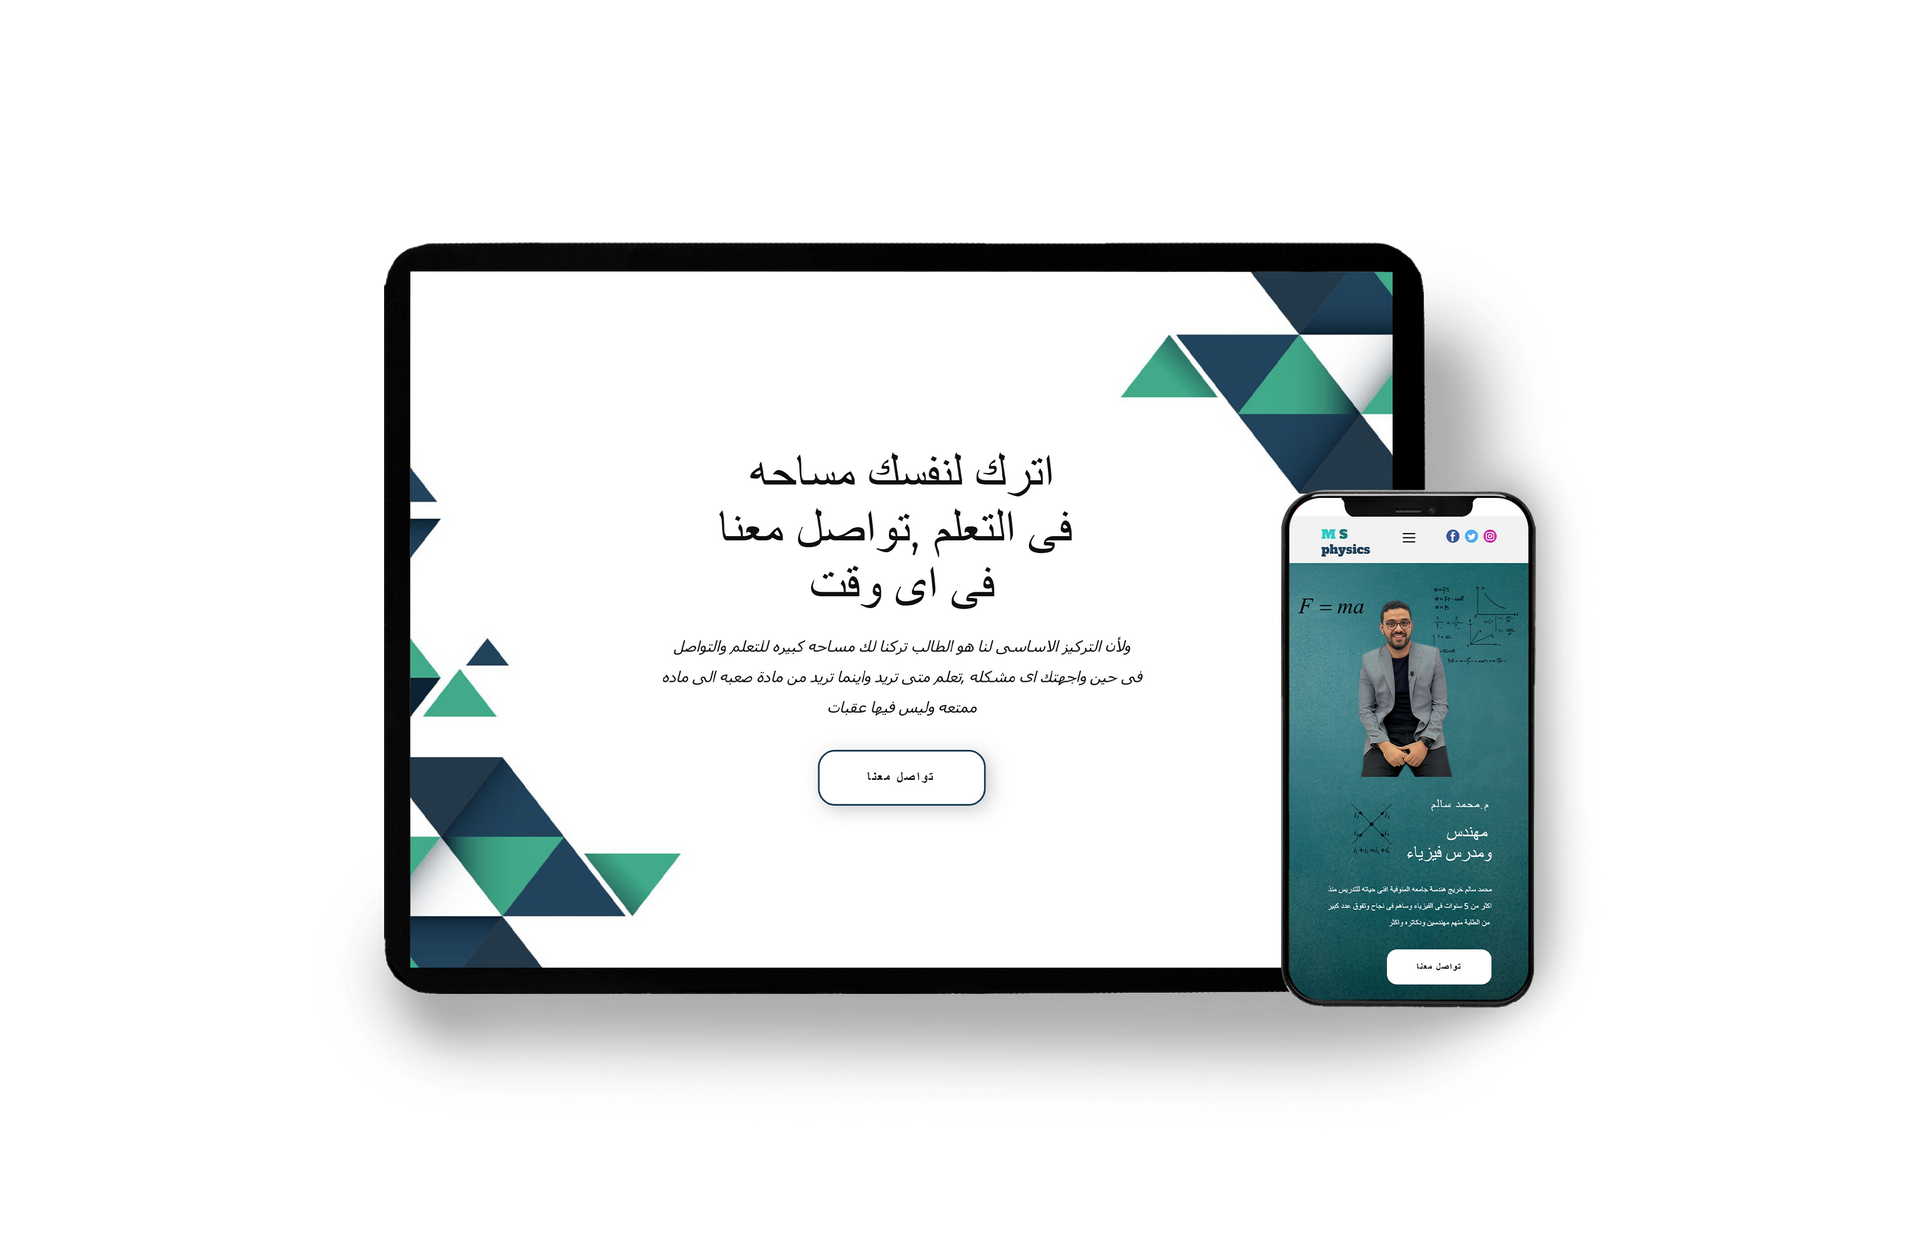 اترك لنفسك مساحه
فى التعلم ,تواصل معنا
فى اى وقت
ولأن التركيز الاساسى لنا هو الطالب تركنا لك مساحه كبيره للتعلم والتواصل
فى حين واجهتك اى مشكله ,تعلم متى تريد واينما تريد من مادة صعبه الى ماده
ممتعه وليس فيها عقبات
تواصل معنا
M S
physics
F = ma
م.محمد سالم
مهندس
ومدرس فيزياء
محمد سالم خريج هندسة جامعه المنوفية افنى حياته للتدريس منذ
اكثر من 5 سنوات فى الفيزياء وساهم فى نجاح وتفوق عدد كبير
من الطلبة منهم مهندسين ودكاتره واكثر
تواصل معنا